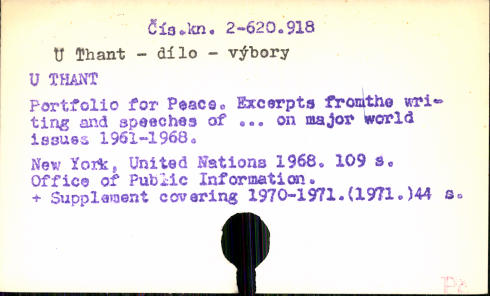 Čís.kn. 2-620.918
U Thant - dílo - výbory
U THANT
Portfolio for Peace. Excerpts fromthe wri-
ting and speeches of ... on major world
issues 1961-1968.
New York, United Nations 1968. 109 s.
Office of Public Information.
+ Supplement covering 1970-1971.(1971.)44 s.